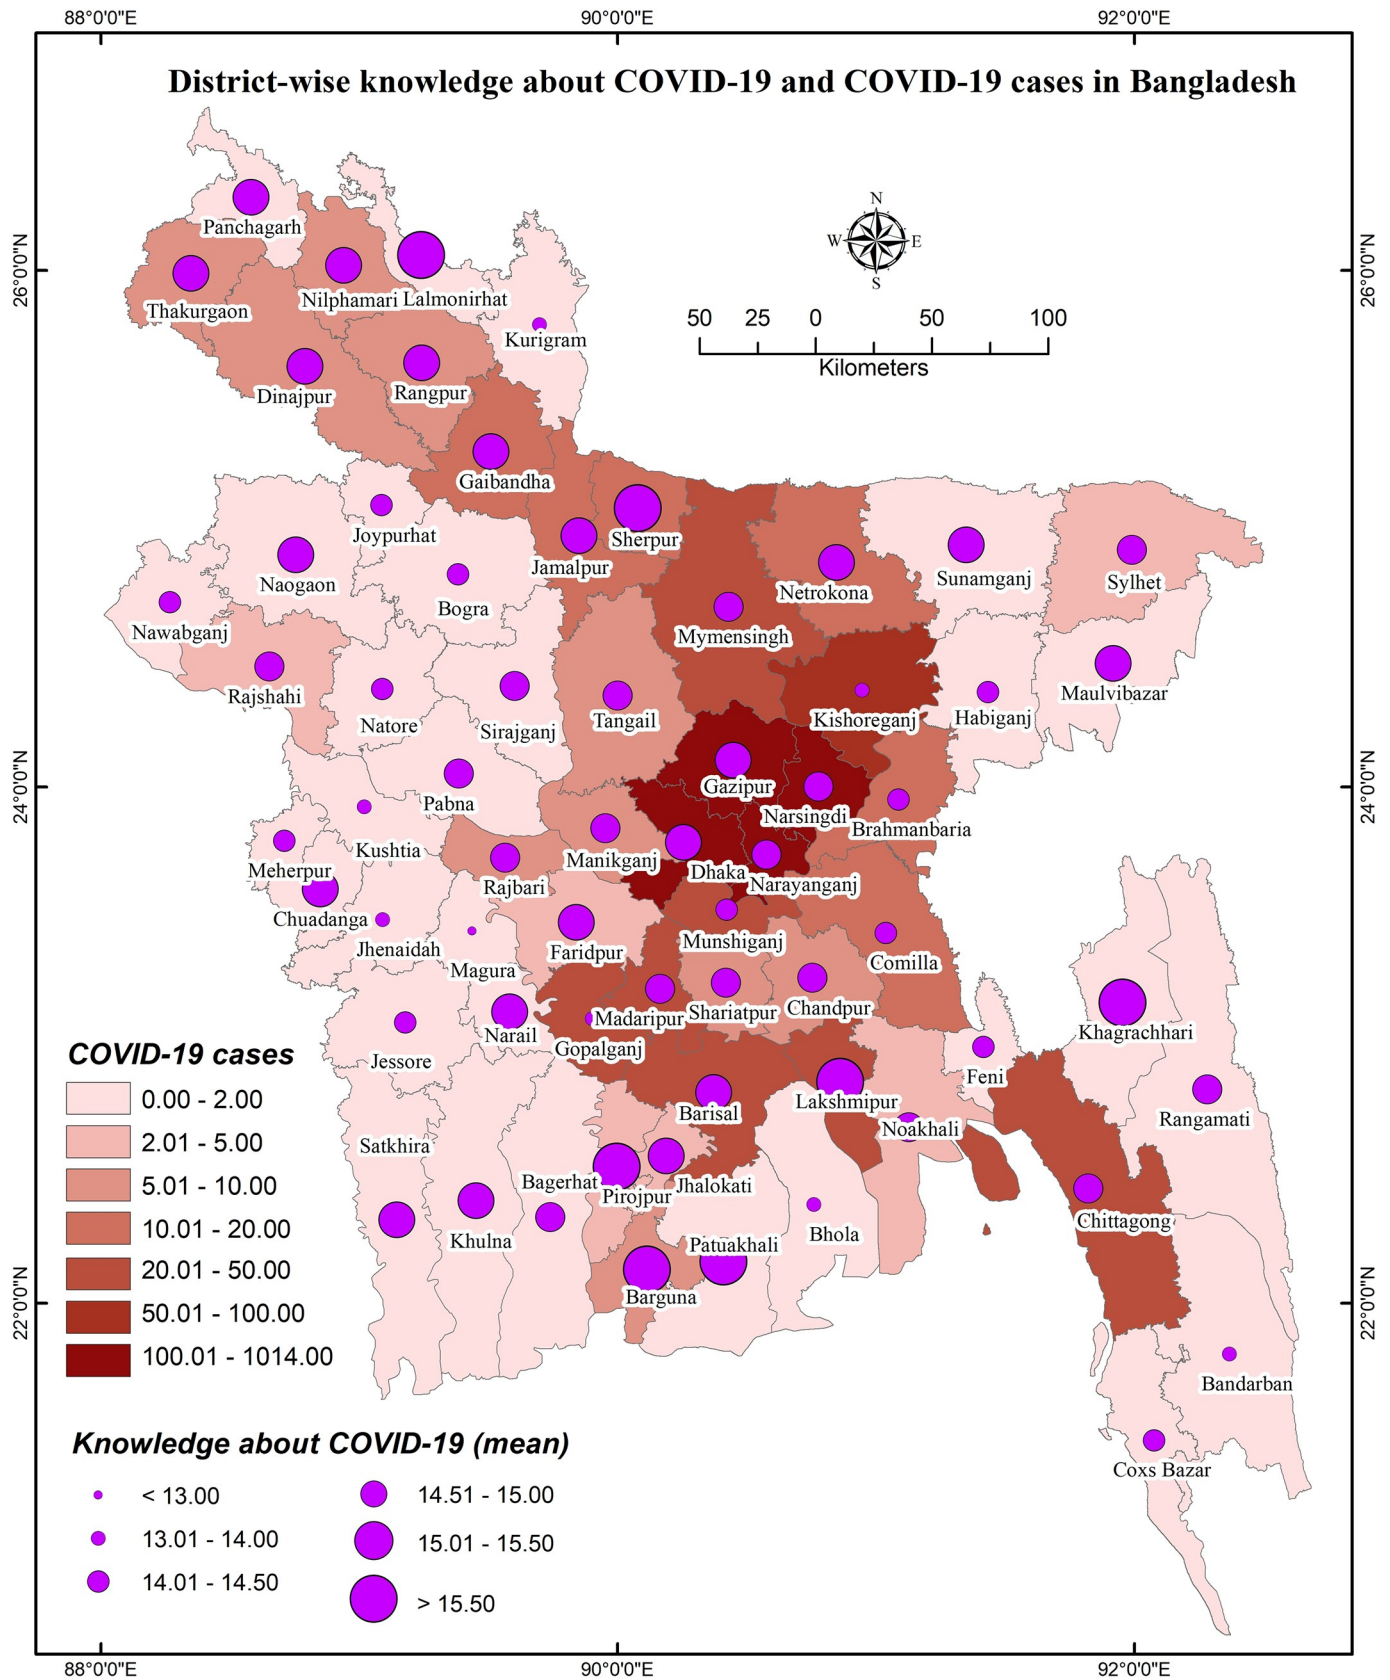 88°0'0"E 90°0'0"E 92°0'0"E
District-wise knowledge about COVID-19 and COVID-19 cases in Bangladesh
N
W E
S
26°0'0"N 26°0'0"N
50 25 0 50 100
Kilometers
Panchagarh
Thakurgaon
Nilphamari
Lalmonirhat
Kurigram
Dinajpur
Rangpur
Gaibandha
Joypurhat
Sherpur
Jamalpur
Naogaon
Bogra
Netrokona
Sunamganj
Sylhet
Nawabganj
Mymensingh
Rajshahi
Natore
Sirajganj
Tangail
Kishoreganj
Habiganj
Maulvibazar
24°0'0"N 24°0'0"N
Gazipur
Pabna
Narsingdi
Brahmanbaria
Kushtia
Manikganj
Meherpur
Dhaka
Rajbari
Narayanganj
Chuadanga
Jhenaidah
Faridpur
Munshiganj
Magura
Comilla
Narail
Madaripur
Shariatpur
Chandpur
Khagrachhari
Gopalganj
Jessore
Feni
Barisal
Lakshmipur
Noakhali
Rangamati
Satkhira
Bagerhat
Pirojpur
Jhalokati
Khulna
Bhola
Chittagong
Patuakhali
Barguna
22°0'0"N 22°0'0"N
Bandarban
Coxs Bazar
COVID-19 cases
0.00 - 2.00
2.01 - 5.00
5.01 - 10.00
10.01 - 20.00
20.01 - 50.00
50.01 - 100.00
100.01 - 1014.00
Knowledge about COVID-19 (mean)
< 13.00
13.01 - 14.00
14.01 - 14.50
14.51 - 15.00
15.01 - 15.50
> 15.50
88°0'0"E 90°0'0"E 92°0'0"E